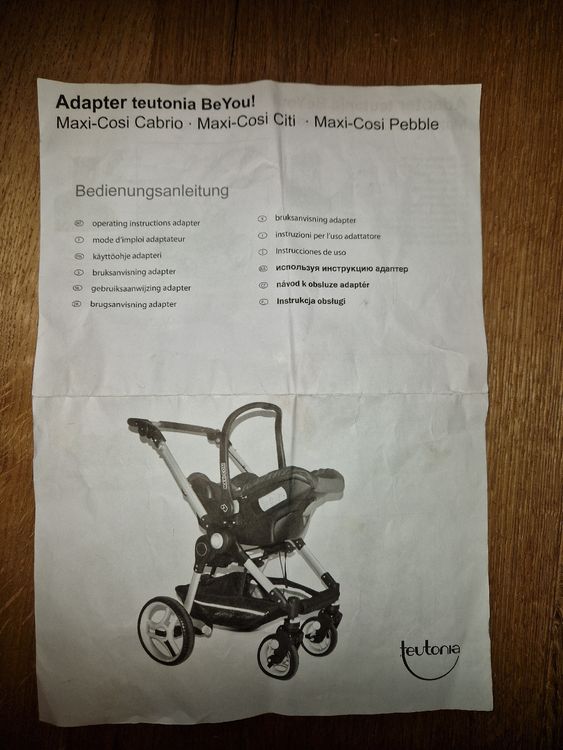 Adapter teutonia BeYou!
Maxi-Cosi Cabrio · Maxi-Cosi Citi · Maxi-Cosi Pebble
Bedienungsanleitung
operating instructions adapter
mode d'imploi adaptateur
käyttöohje adapteri
bruksanvisning adapter
gebruiksaanwijzing adapter
brugsanvisning adapter
bruksanvisning adapter
instruzioni per l'uso adattatore
Instrucciones de uso
используя инструкцию адаптер
návod k obsluze adaptér
Instrukcja obsługi
teutonia